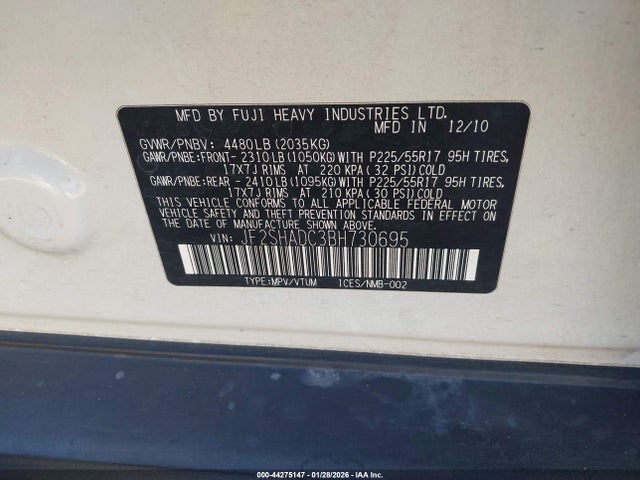 MFD BY FUJI HEAVY INDUSTRIES LTD.
MFD IN 12/10
GVWR/PNBV: 4480LB (2035KG)
GAWR/PNBE: FRONT- 2310LB (1050KG) WITH P225/55R17 95H TIRES,
17X7J RIMS AT 220 KPA (32 PSI) COLD
GAWR/PNBE: REAR - 2410LB (1095KG) WITH P225/55R17 95H TIRES,
17X7J RIMS AT 210 KPA (30 PSI) COLD
THIS VEHICLE CONFORMS TO ALL APPLICABLE FEDERAL MOTOR
VEHICLE SAFETY AND THEFT PREVENTION STANDARDS IN EFFECT ON
THE DATE OF MANUFACTURE SHOWN ABOVE.
VIN: JF2SHADC3BH730695
TYPE:MPV/VTUM ICES/NMB-002
000-44275147 - 01/28/2026 - IAA Inc.